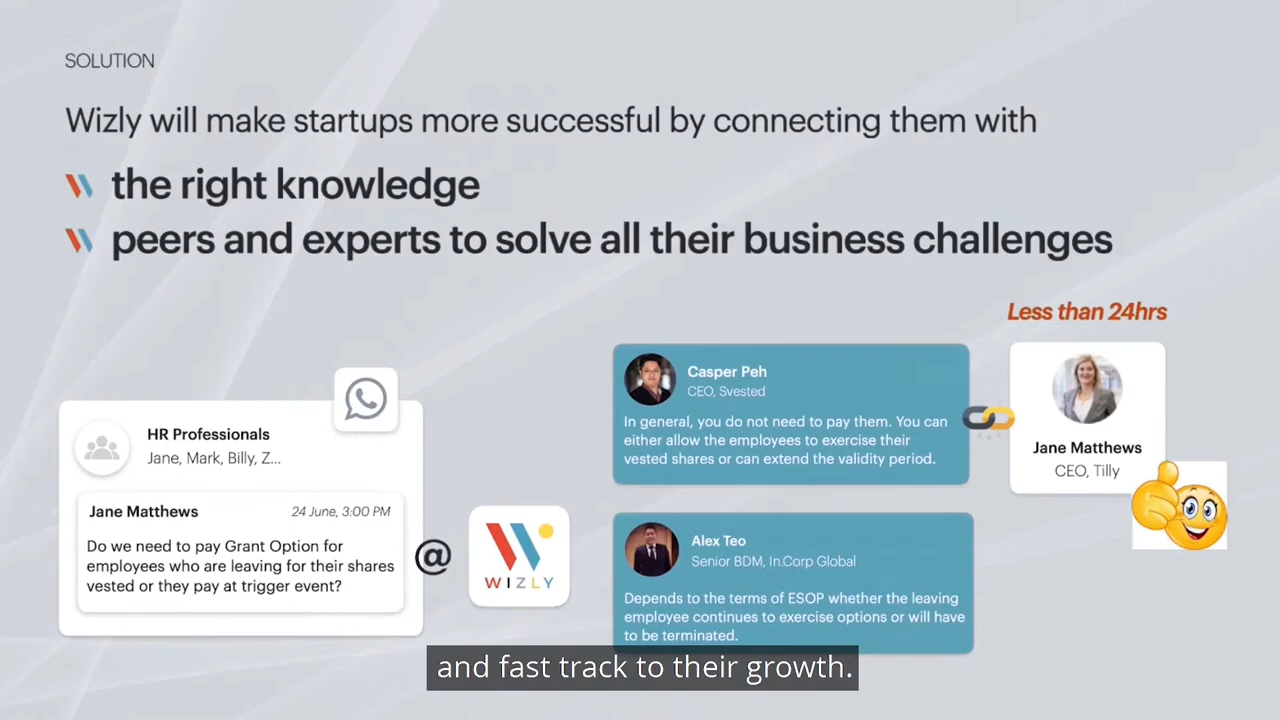 SOLUTION
Wizly will make startups more successful by connecting them with
the right knowledge
peers and experts to solve all their business challenges
Less than 24hrs
HR Professionals
Jane, Mark, Billy, Z...
Jane Matthews
24 June, 3:00 PM
Do we need to pay Grant Option for
employees who are leaving for their shares
vested or they pay at trigger event?
@
WIZLY
Casper Peh
CEO, Svested
In general, you do not need to pay them. You can
either allow the employees to exercise their
vested shares or can extend the validity period.
Jane Matthews
CEO, Tilly
Alex Teo
Senior BDM, In.Corp Global
Depends to the terms of ESOP whether the leaving
employee continues to exercise options or will have
to be terminated.
and fast track to their growth.